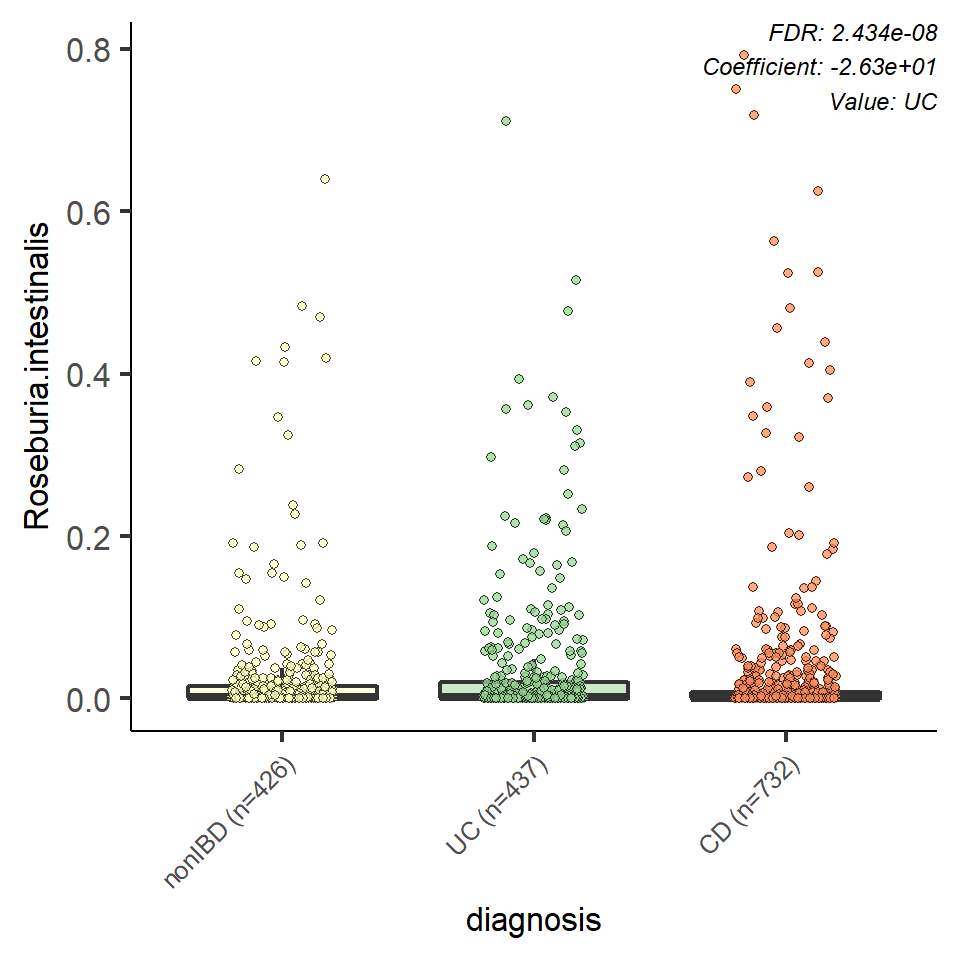 FDR: 2.434e-08
Coefficient: -2.63e+01
Value: UC
0.8
0.6
0.4
0.2
0.0
Roseburia.intestinalis
nonIBD (n=426)
UC (n=437)
CD (n=732)
diagnosis